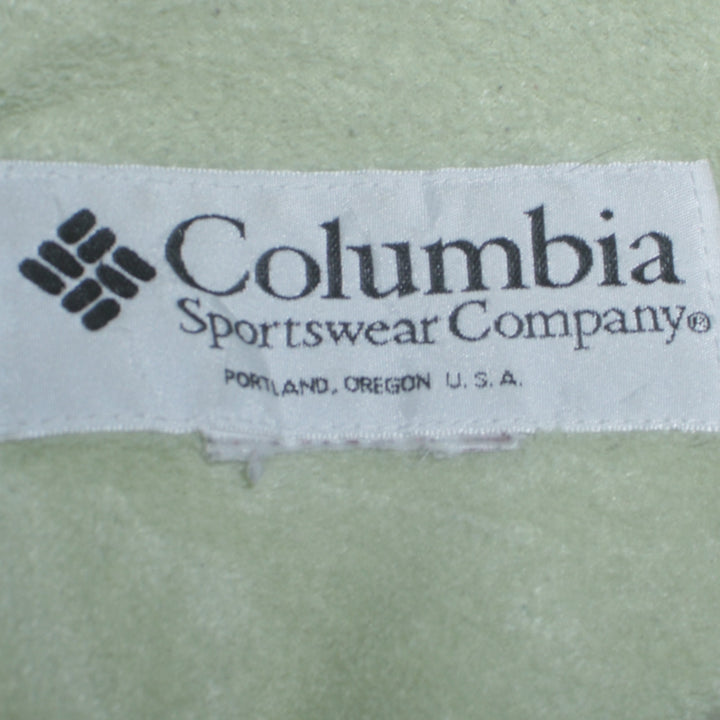 Columbia
Sportswear Company®
PORTLAND, OREGON U.S.A.